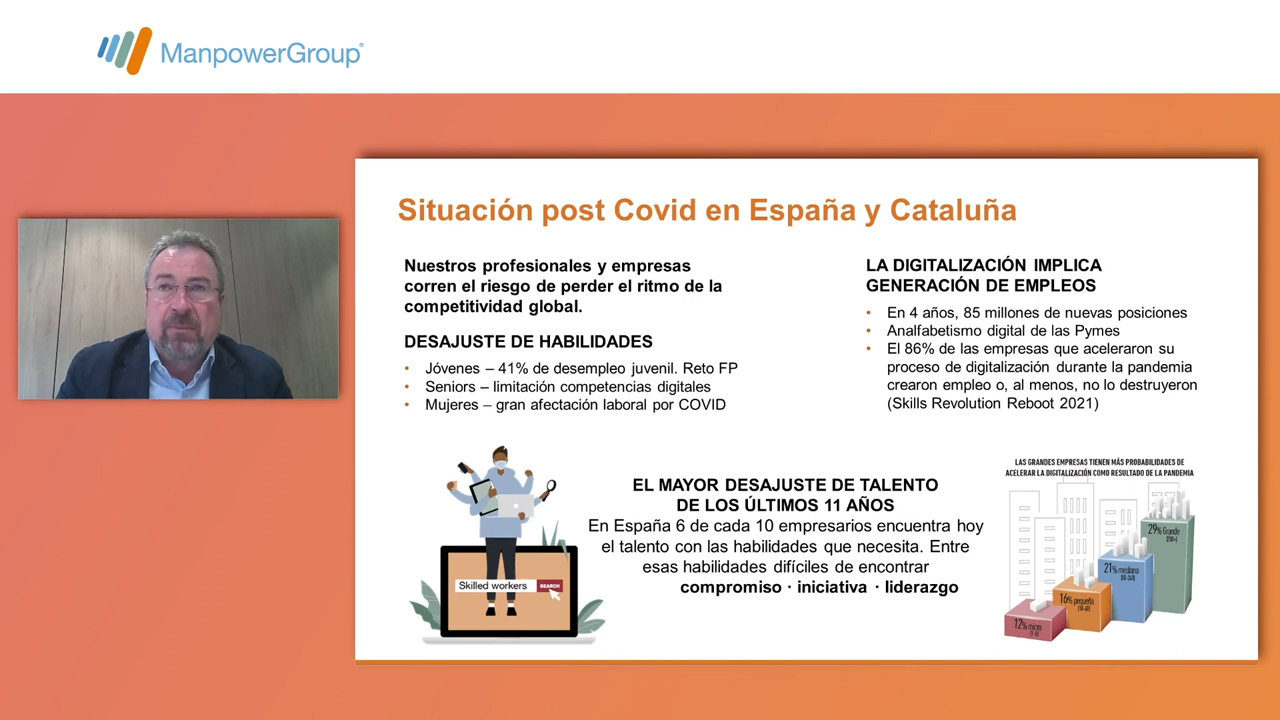 ManpowerGroup
Situación post Covid en España y Cataluña
Nuestros profesionales y empresas
corren el riesgo de perder el ritmo de la
competitividad global.
DESAJUSTE DE HABILIDADES
• Jóvenes – 41% de desempleo juvenil. Reto FP
• Seniors – limitación competencias digitales
• Mujeres – gran afectación laboral por COVID
LA DIGITALIZACIÓN IMPLICA
GENERACIÓN DE EMPLEOS
• En 4 años, 85 millones de nuevas posiciones
• Analfabetismo digital de las Pymes
• El 86% de las empresas que aceleraron su
proceso de digitalización durante la pandemia
crearon empleo o, al menos, no lo destruyeron
(Skills Revolution Reboot 2021)
Skilled workers
SEARCH
EL MAYOR DESAJUSTE DE TALENTO
DE LOS ÚLTIMOS 11 AÑOS
En España 6 de cada 10 empresarios encuentra hoy
el talento con las habilidades que necesita. Entre
esas habilidades difíciles de encontrar
compromiso · iniciativa · liderazgo
LAS GRANDES EMPRESAS TIENEN MÁS PROBABILIDADES DE
ACELERAR LA DIGITALIZACIÓN COMO RESULTADO DE LA PANDEMIA
12% micro
16% pequeña
21% mediana
29% Grande